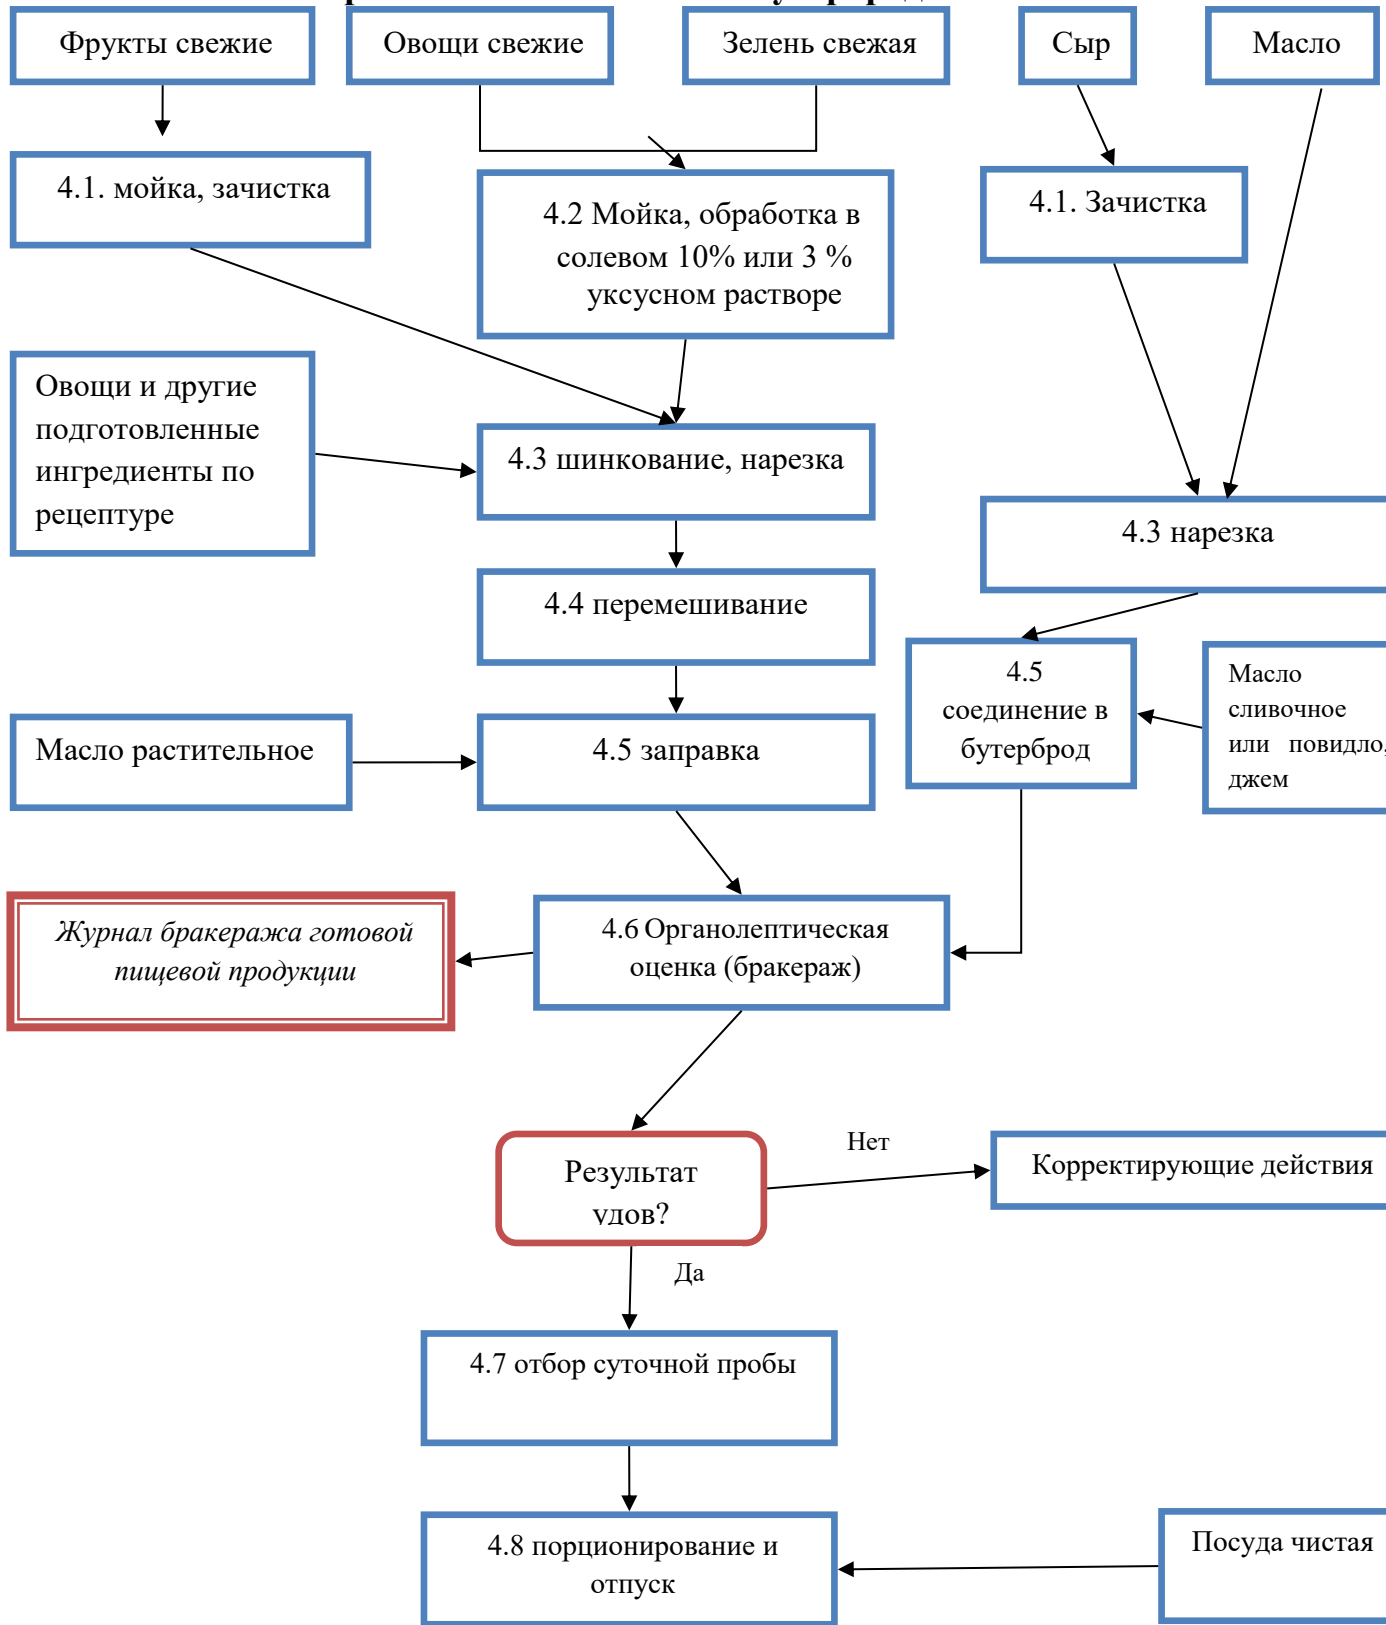 Фрукты свежие
Овощи свежие
Зелень свежая
Сыр
Масло
4.1. мойка, зачистка
4.2 Мойка, обработка в
солевом 10% или 3 %
уксусном растворе
4.1. Зачистка
Овощи и другие
подготовленные
ингредиенты по
рецептуре
4.3 шинкование, нарезка
4.3 нарезка
4.4 перемешивание
4.5
соединение в
бутерброд
Масло
сливочное
или повидло,
джем
Масло растительное
4.5 заправка
Журнал бракеража готовой
пищевой продукции
4.6 Органолептическая
оценка (бракераж)
Результат
удов?
Нет
Корректирующие действия
Да
4.7 отбор суточной пробы
4.8 порционирование и
отпуск
Посуда чистая